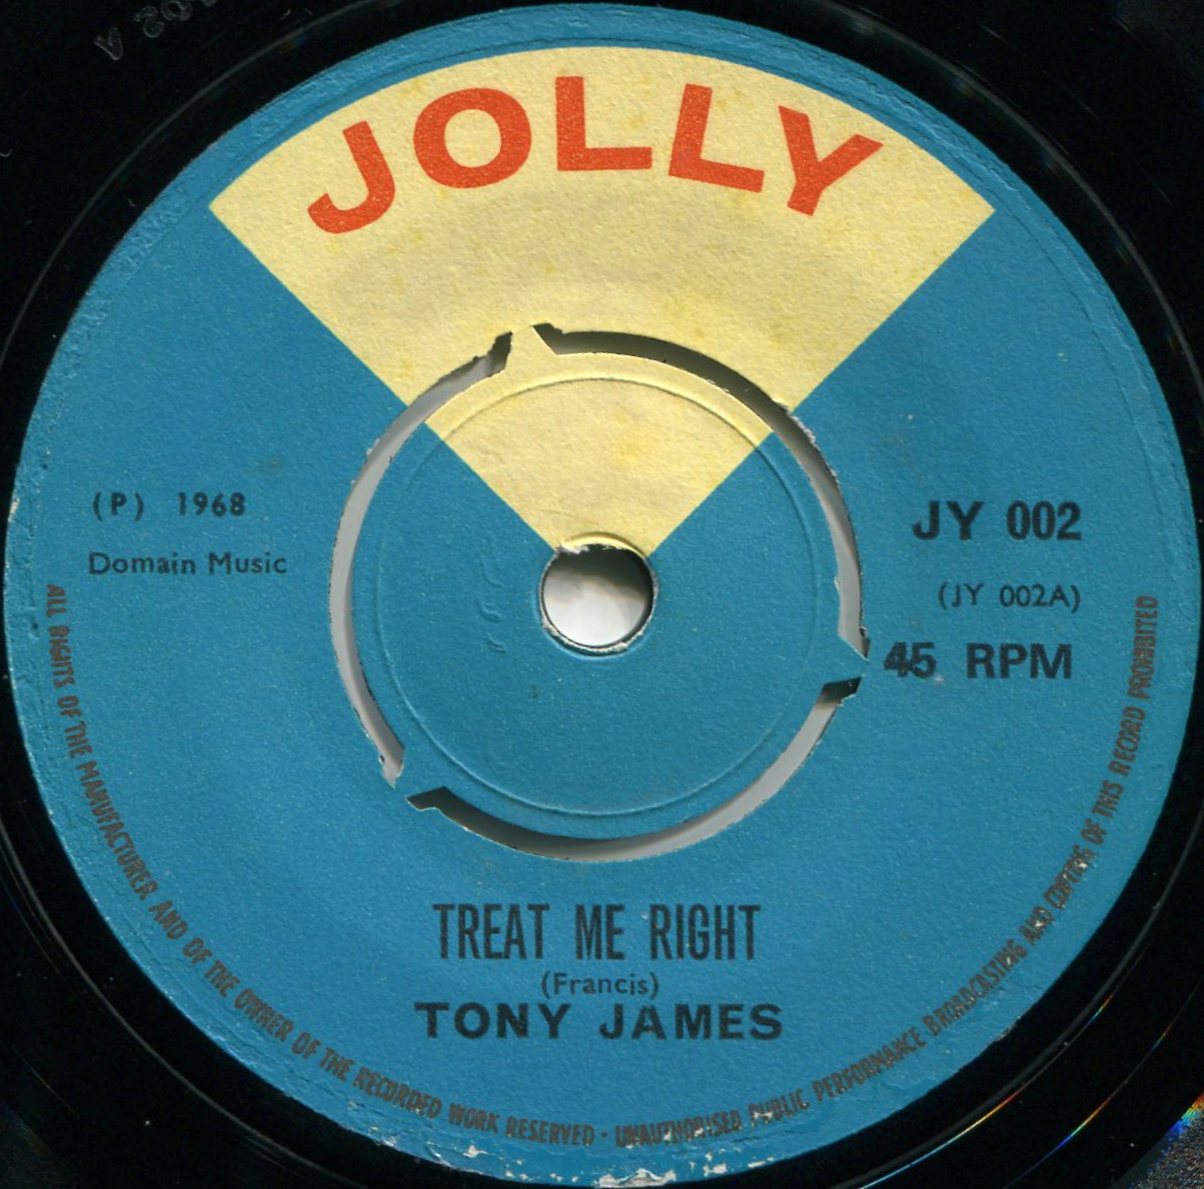 JOLLY
(P) 1968
Domain Music
JY 002
(JY 002A)
45 RPM
TREAT ME RIGHT
(Francis)
TONY JAMES
ALL RIGHTS OF THE MANUFACTURER AND OF THE OWNER OF THE RECORDED WORK RESERVED - UNAUTHORISED PUBLIC PERFORMANCE BROADCASTING AND COPYING OF THIS RECORD PROHIBITED